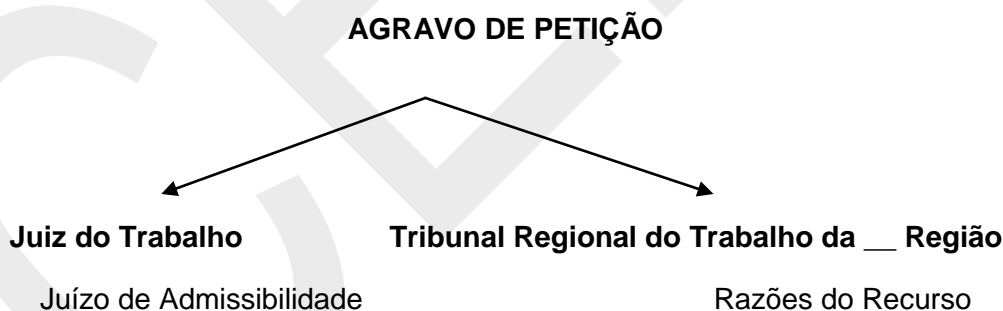 AGRAVO DE PETIÇÃO
Juiz do Trabalho Tribunal Regional do Trabalho da __ Região
Juízo de Admissibilidade Razões do Recurso